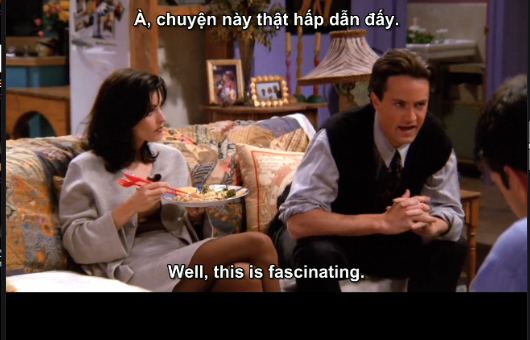 À, chuyện này thật hấp dẫn đấy.
Well, this is fascinating.